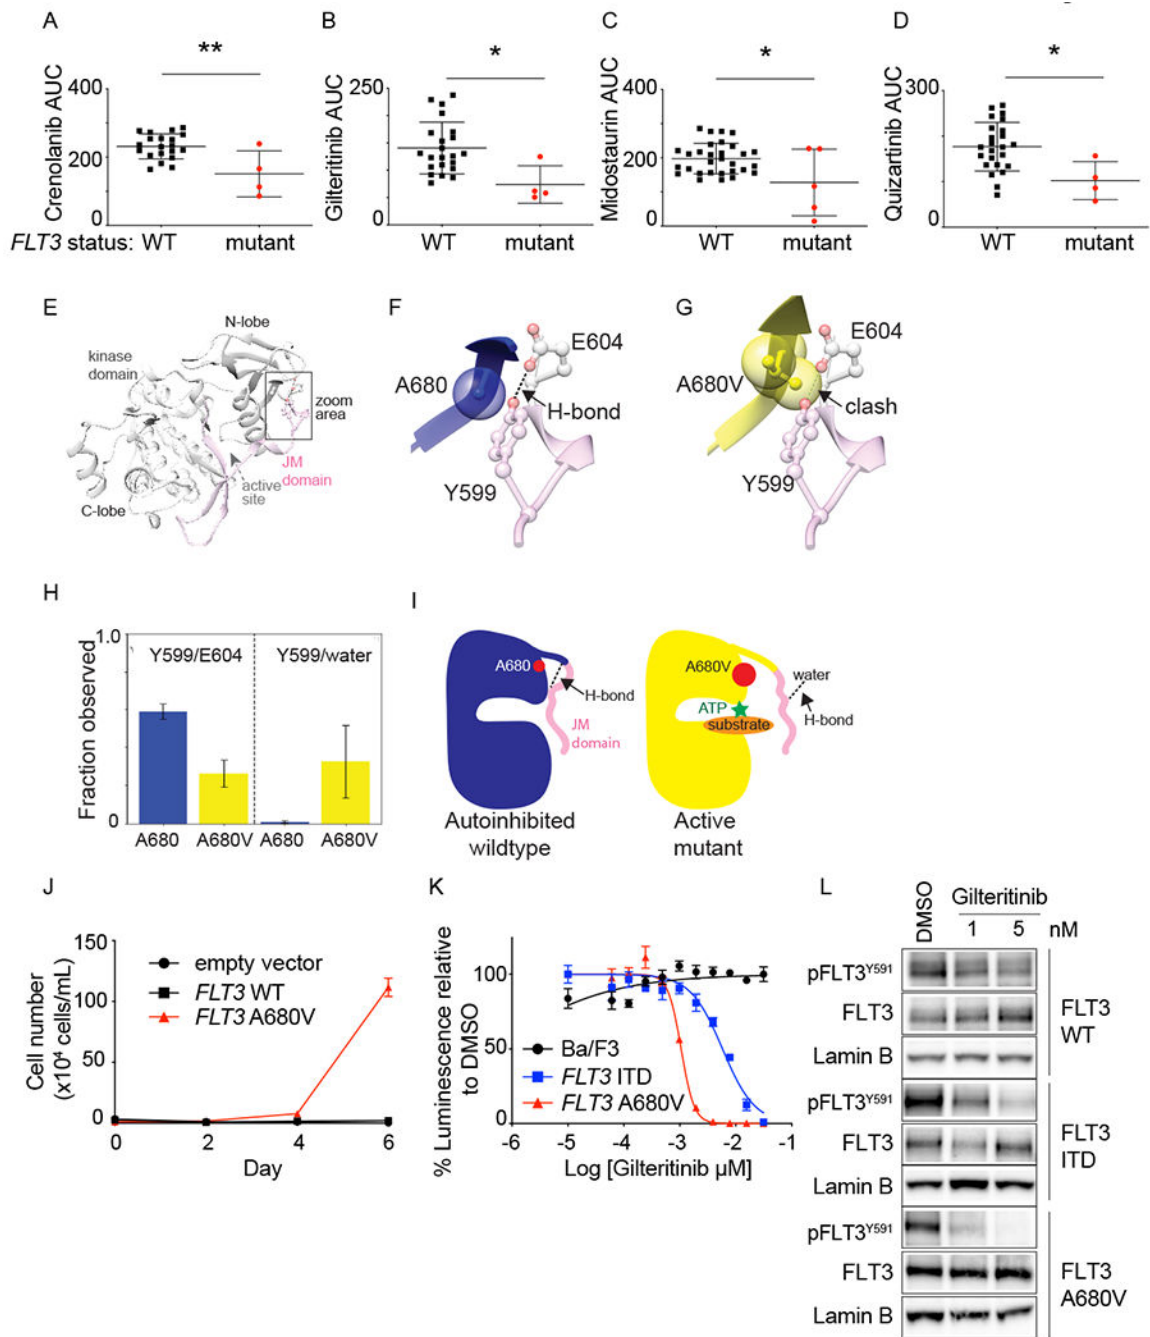 A
B
C
D
**
*
*
*
Crenolanib AUC
400
200
0
Gilteritinib AUC
250
0
Midostaurin AUC
400
200
0
Quizartinib AUC
300
0
FLT3 status: WT
mutant
WT
mutant
WT
mutant
WT
mutant
E
N-lobe
kinase
domain
zoom
area
JM
domain
active
site
C-lobe
F
E604
A680
H-bond
Y599
G
E604
A680V
clash
Y599
H
Fraction observed
1.0
0
Y599/E604
Y599/water
A680
A680V
A680
A680V
I
A680
H-bond
JM
domain
Autoinhibited
wildtype
A680V
water
ATP
H-bond
substrate
Active
mutant
J
Cell number
(x10⁴ cells/mL)
150
100
50
0
empty vector
FLT3 WT
FLT3 A680V
0
2
4
6
Day
K
% Luminescence relative
to DMSO
100
50
0
Ba/F3
FLT3 ITD
FLT3 A680V
-6
-5
-4
-3
-2
-1
Log [Gilteritinib µM]
L
DMSO
Gilteritinib
1
5
nM
pFLT3Y591
FLT3
Lamin B
FLT3
WT
pFLT3Y591
FLT3
Lamin B
FLT3
ITD
pFLT3Y591
FLT3
Lamin B
FLT3
A680V